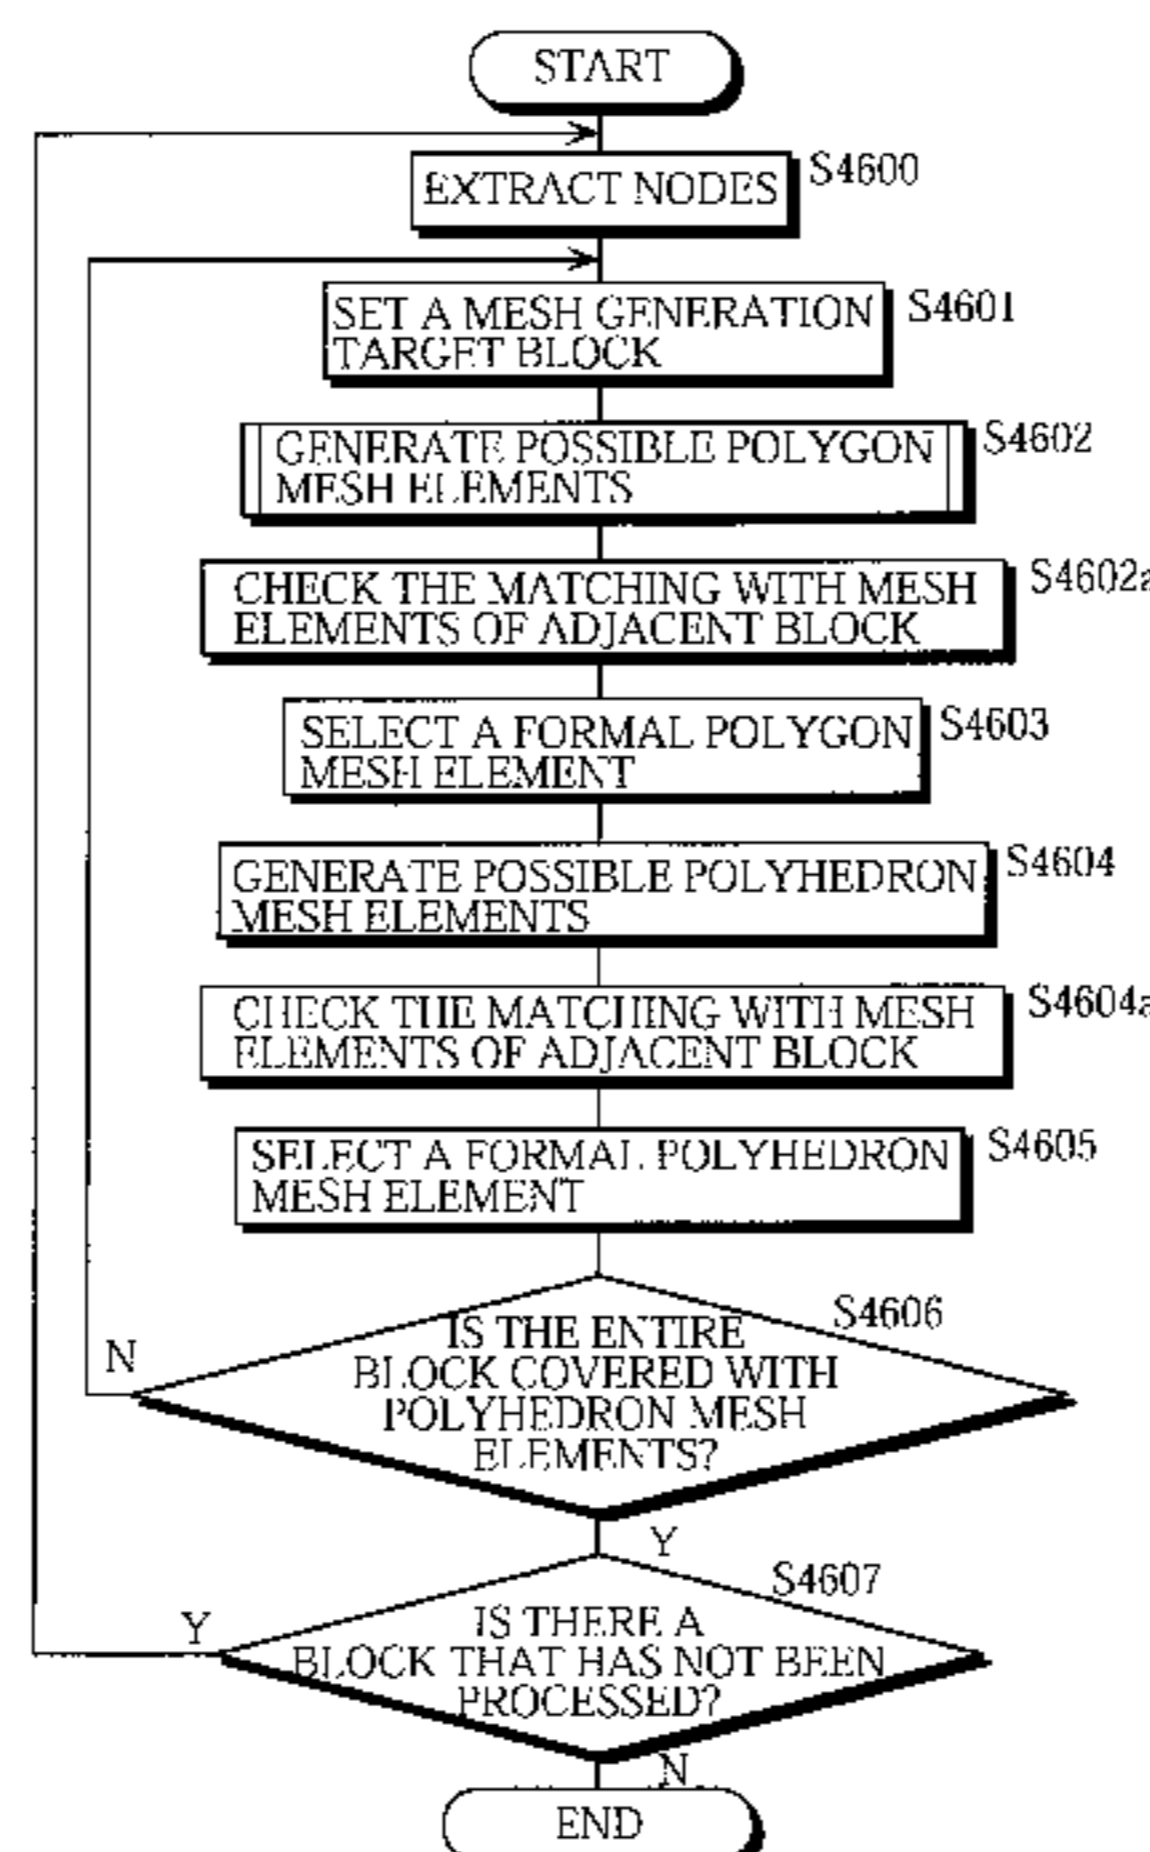 START
EXTRACT NODES
S4600
SET A MESH GENERATION
TARGET BLOCK
S4601
GENERATE POSSIBLE POLYGON
MESH ELEMENTS
S4602
CHECK THE MATCHING WITH MESH
ELEMENTS OF ADJACENT BLOCK
S4602a
SELECT A FORMAL POLYGON
MESH ELEMENT
S4603
GENERATE POSSIBLE POLYHEDRON
MESH ELEMENTS
S4604
CHECK THE MATCHING WITH MESH
ELEMENTS OF ADJACENT BLOCK
S4604a
SELECT A FORMAL POLYHEDRON
MESH ELEMENT
S4605
S4606
N
IS THE ENTIRE
BLOCK COVERED WITH
POLYHEDRON MESH
ELEMENTS?
Y
S4607
Y
IS THERE A
BLOCK THAT HAS NOT BEEN
PROCESSED?
N
END